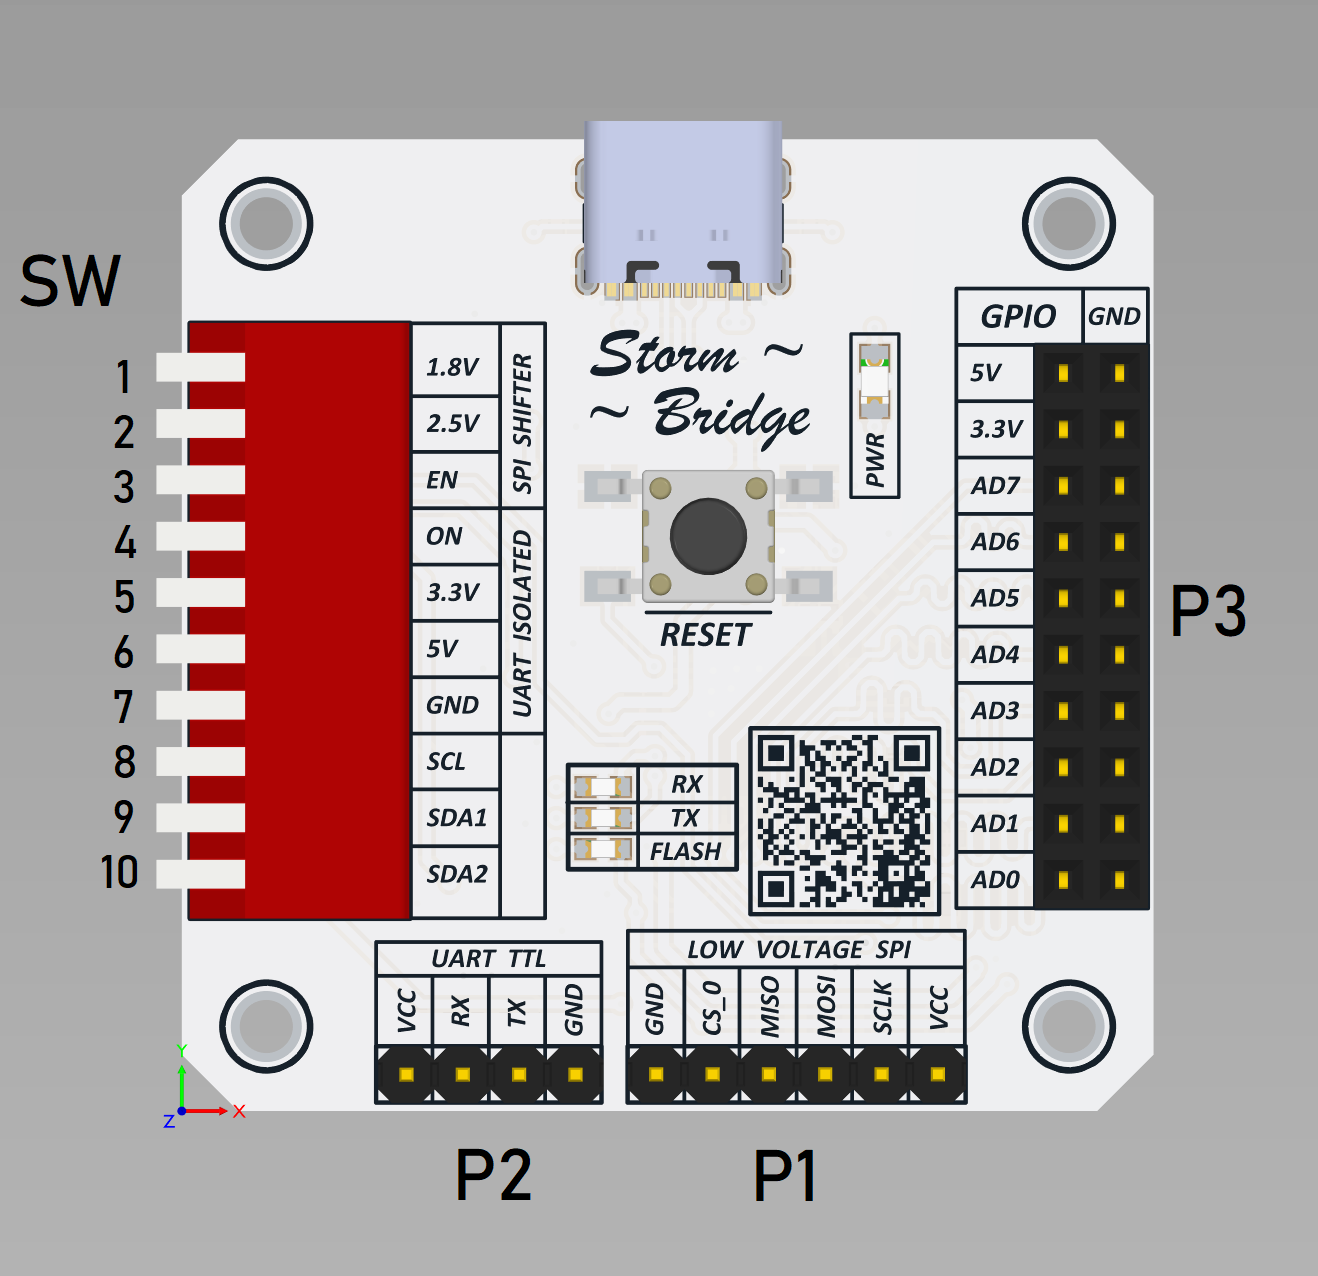 SW
1
2
3
4
5
6
7
8
9
10
1.8V
2.5V
EN
SPI SHIFTER
ON
3.3V
5V
GND
UART ISOLATED
SCL
SDA1
SDA2
Storm ~
~ Bridge
PWR
RESET
RX
TX
FLASH
GPIO GND
5V
3.3V
AD7
AD6
AD5
AD4
AD3
AD2
AD1
AD0
P3
UART TTL
VCC RX TX GND
P2
LOW VOLTAGE SPI
GND CS_0 MISO MOSI SCLK VCC
P1
Y
X
Z